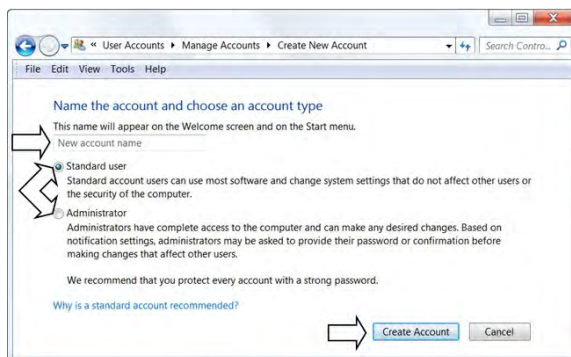 « User Accounts ▸ Manage Accounts ▸ Create New Account Search Contro...
File Edit View Tools Help
Name the account and choose an account type
This name will appear on the Welcome screen and on the Start menu.
New account name
Standard user
Standard account users can use most software and change system settings that do not affect other users or
the security of the computer.
Administrator
Administrators have complete access to the computer and can make any desired changes. Based on
notification settings, administrators may be asked to provide their password or confirmation before
making changes that affect other users.
We recommend that you protect every account with a strong password.
Why is a standard account recommended?
Create Account Cancel